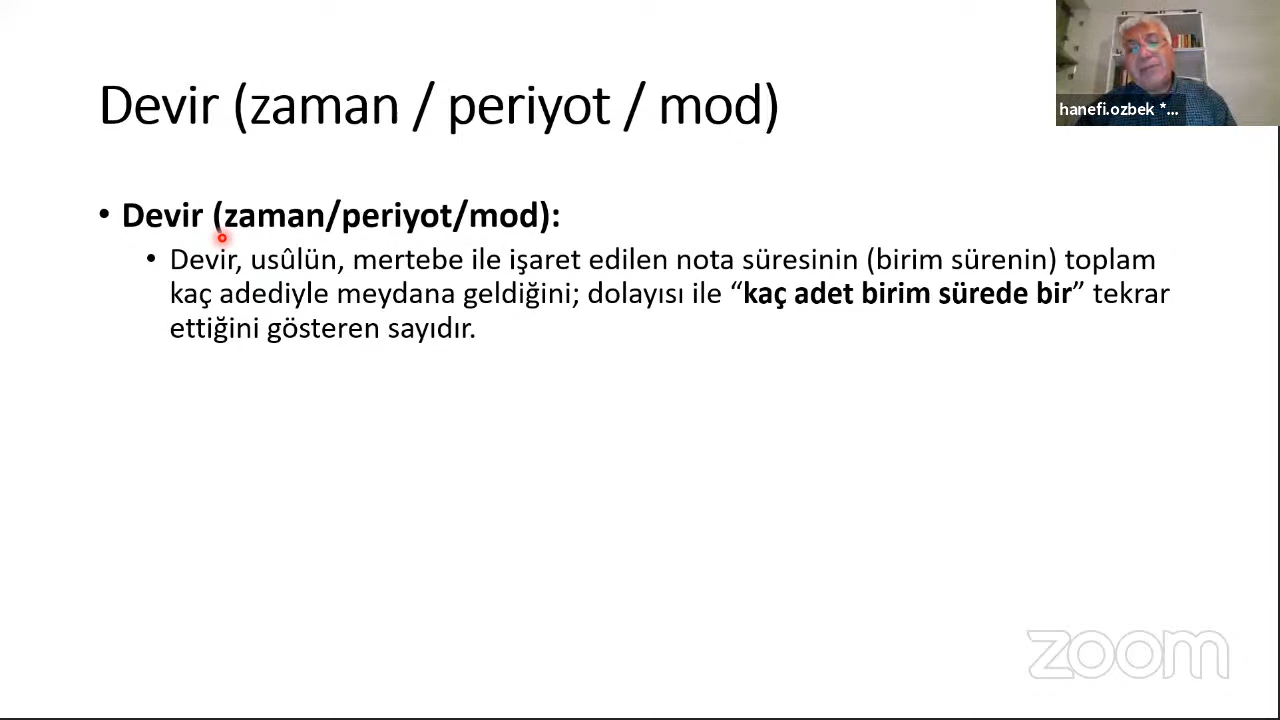 Devir (zaman / periyot / mod)
hanefi.ozbek *...
• Devir (zaman/periyot/mod):
• Devir, usûlün, mertebe ile işaret edilen nota süresinin (birim sürenin) toplam
kaç adediyle meydana geldiğini; dolayısı ile “kaç adet birim sürede bir” tekrar
ettiğini gösteren sayıdır.
zoom